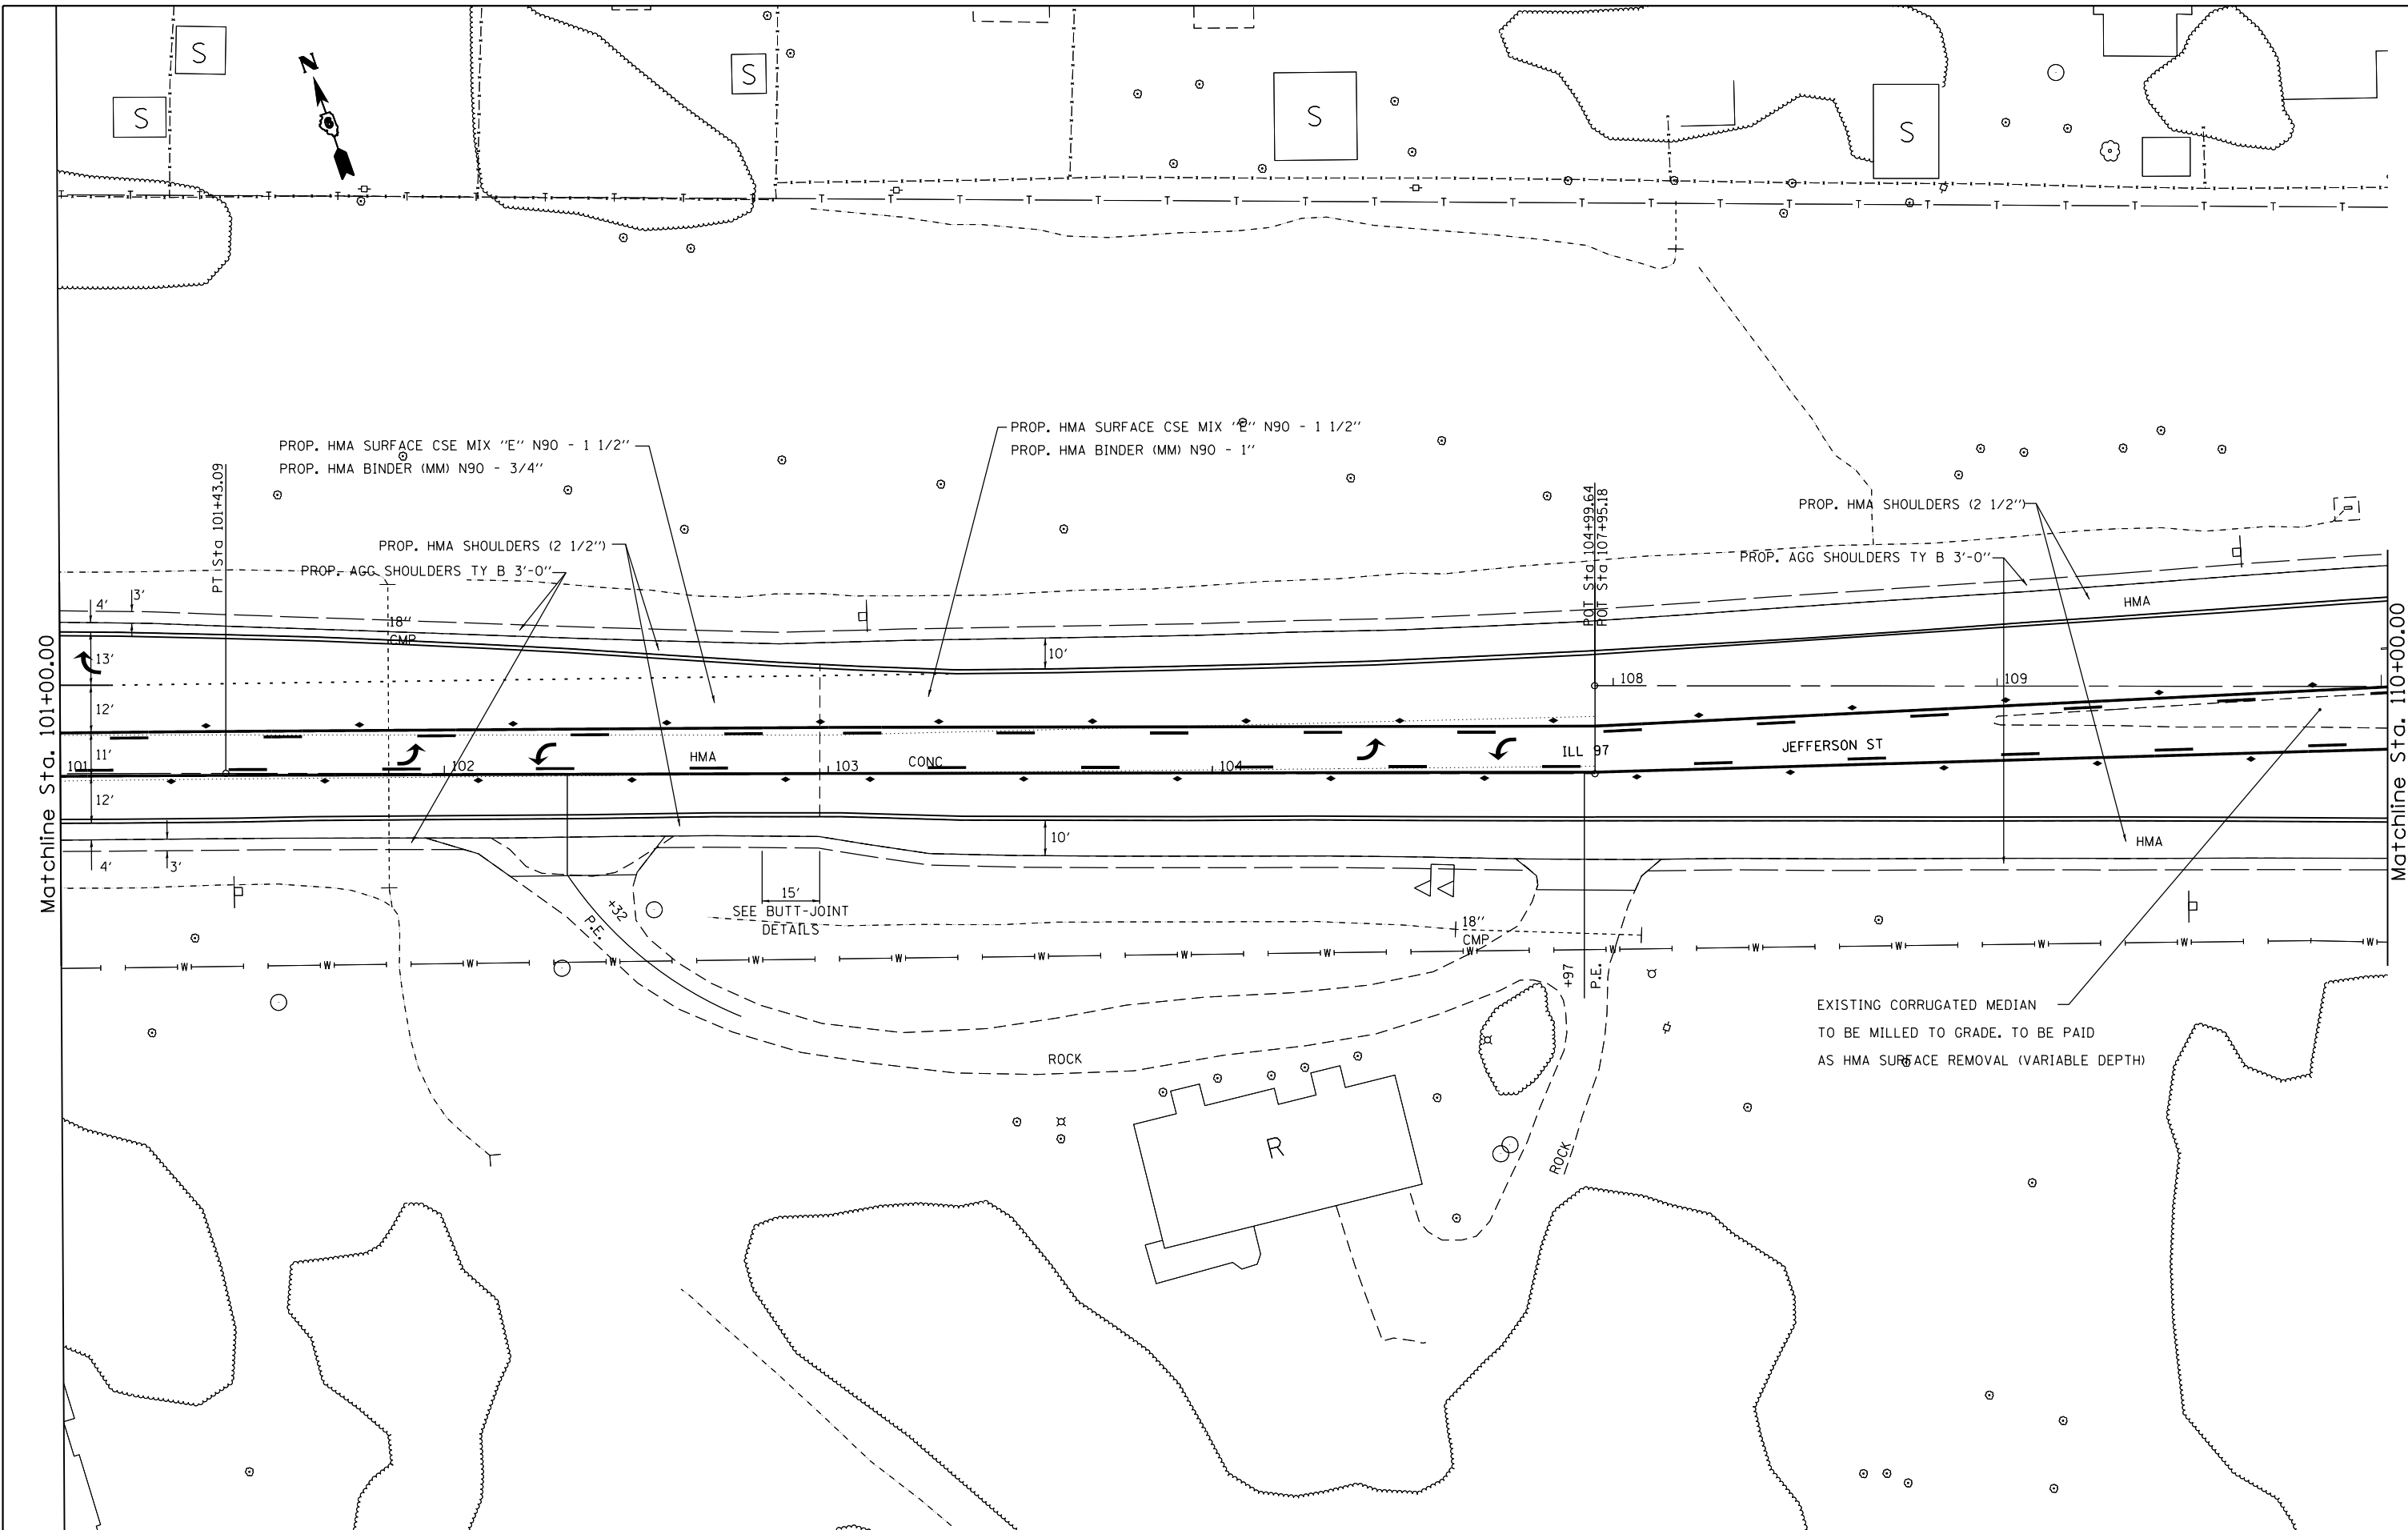 S
S
N
6
S
S
S
PROP. HMA SURFACE CSE MIX "E" N90 - 1 1/2"
PROP. HMA BINDER (MM) N90 - 3/4"
PROP. HMA SURFACE CSE MIX "E" N90 - 1 1/2"
PROP. HMA BINDER (MM) N90 - 1"
PT Sta 101+43.09
PROP. HMA SHOULDERS (2 1/2")
PROP. AGG SHOULDERS TY B 3'-0"
POT Sta 104+99.64
POT Sta 107+95.18
PROP. HMA SHOULDERS (2 1/2")
PROP. AGG SHOULDERS TY B 3'-0"
4'
3'
18"
CMP
HMA
13'
10'
12'
108
109
11'
101
102
HMA
103
CONC
104
ILL 97
JEFFERSON ST
12'
4'
3'
10'
HMA
Matchline Sta. 101+00.00
Matchline Sta. 110+00.00
15'
SEE BUTT-JOINT
DETAILS
+32
P.E.
18"
CMP
+97
P.E.
W W W W W W W W W W W W W W W W
T T T T T T T T T T T T T T T T T T T T T T T T T T T T T T T T T T
EXISTING CORRUGATED MEDIAN
TO BE MILLED TO GRADE. TO BE PAID
AS HMA SURFACE REMOVAL (VARIABLE DEPTH)
ROCK
R
ROCK